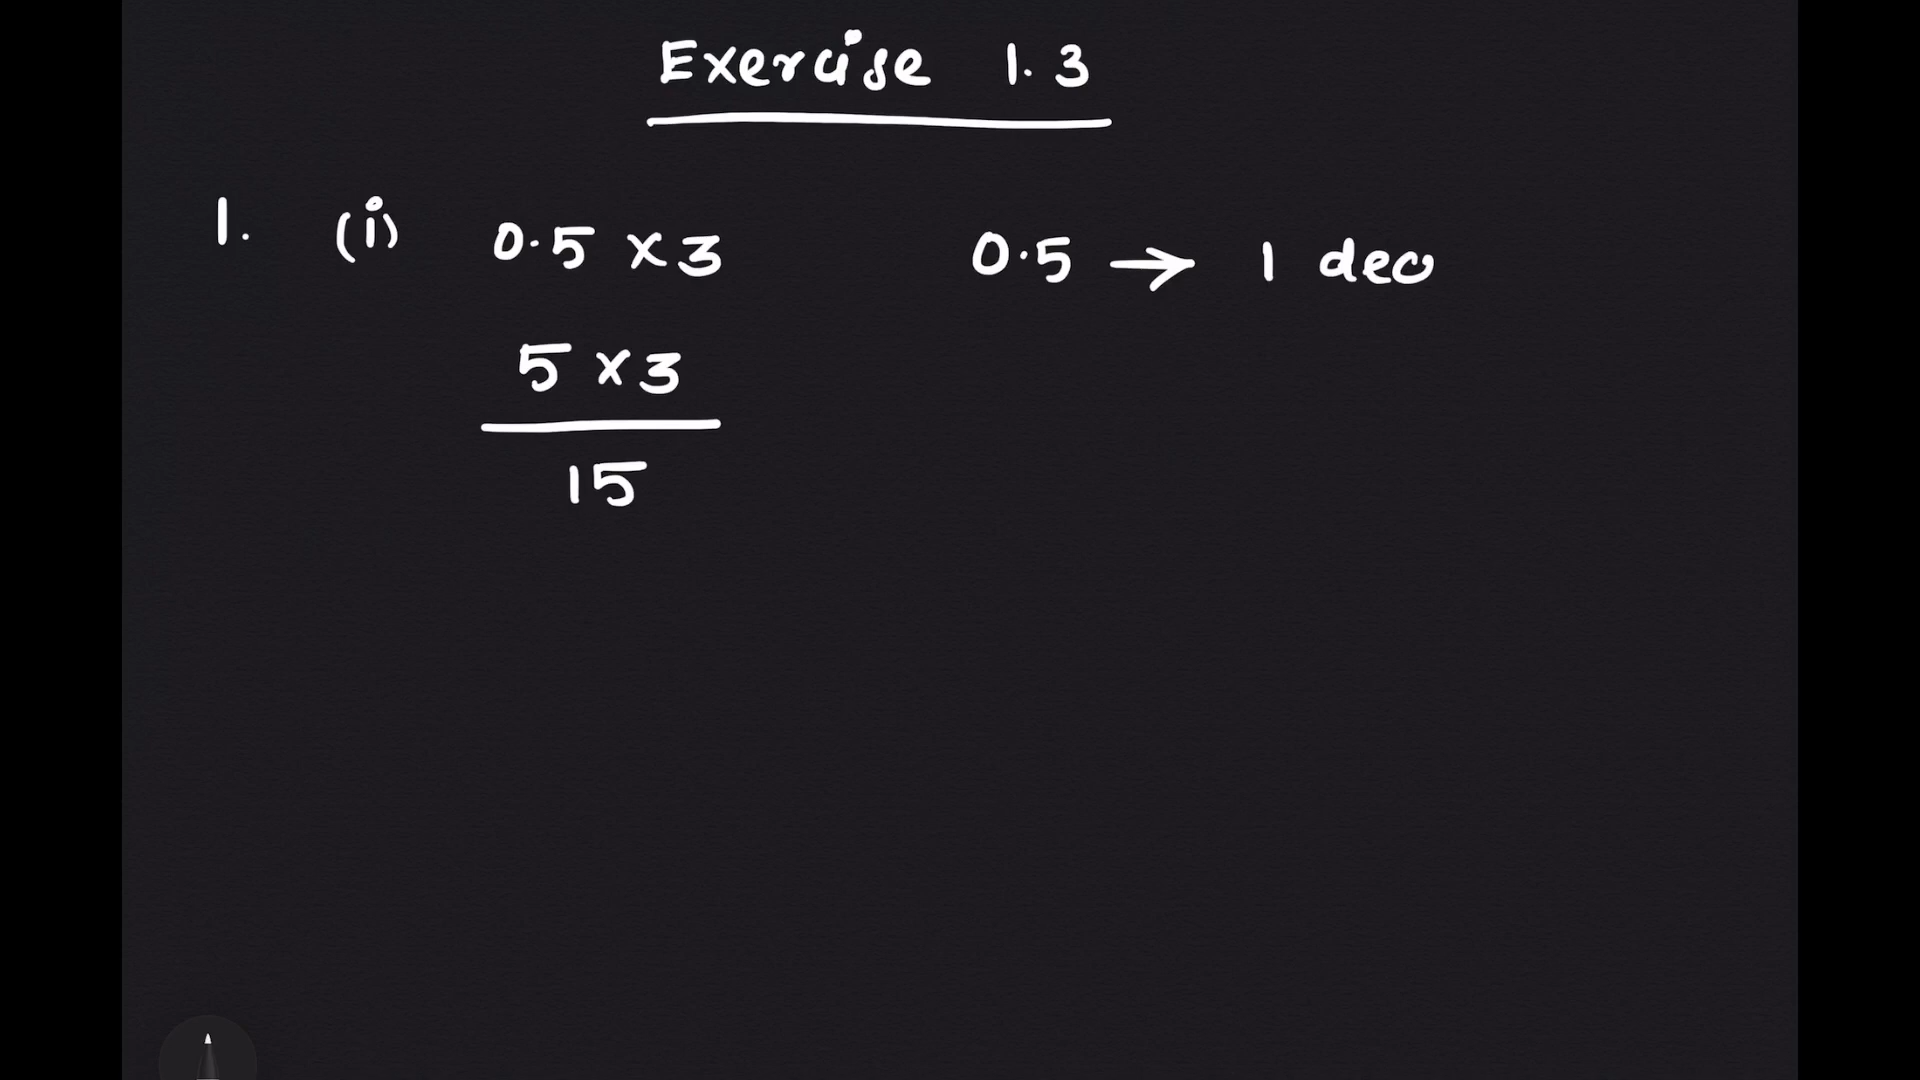 Exercise 1.3
1. (i) 0.5 × 3 0.5 → 1 dec
5 × 3
15